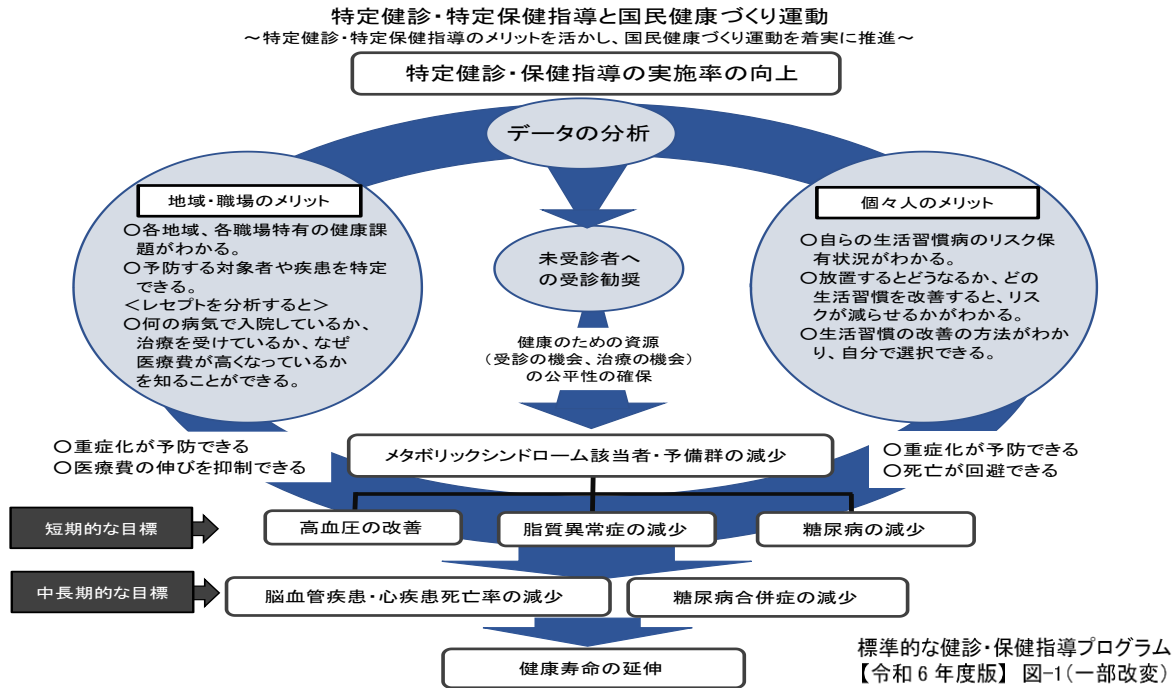 特定健診・特定保健指導と国民健康づくり運動
～特定健診・特定保健指導のメリットを活かし、国民健康づくり運動を着実に推進～
特定健診・保健指導の実施率の向上
データの分析
地域・職場のメリット
○各地域、各職場特有の健康課
題がわかる。
○予防する対象者や疾患を特定
できる。
＜レセプトを分析すると＞
○何の病気で入院しているか、
治療を受けているか、なぜ
医療費が高くなっているか
を知ることができる。
未受診者へ
の受診勧奨
健康のための資源
（受診の機会、治療の機会）
の公平性の確保
個々人のメリット
○自らの生活習慣病のリスク保
有状況がわかる。
○放置するとどうなるか、どの
生活習慣を改善すると、リス
クが減らせるかがわかる。
○生活習慣の改善の方法がわか
り、自分で選択できる。
○重症化が予防できる
○医療費の伸びを抑制できる
メタボリックシンドローム該当者・予備群の減少
○重症化が予防できる
○死亡が回避できる
短期的な目標
高血圧の改善
脂質異常症の減少
糖尿病の減少
中長期的な目標
脳血管疾患・心疾患死亡率の減少
糖尿病合併症の減少
健康寿命の延伸
標準的な健診・保健指導プログラム
【令和６年度版】 図-1（一部改変）